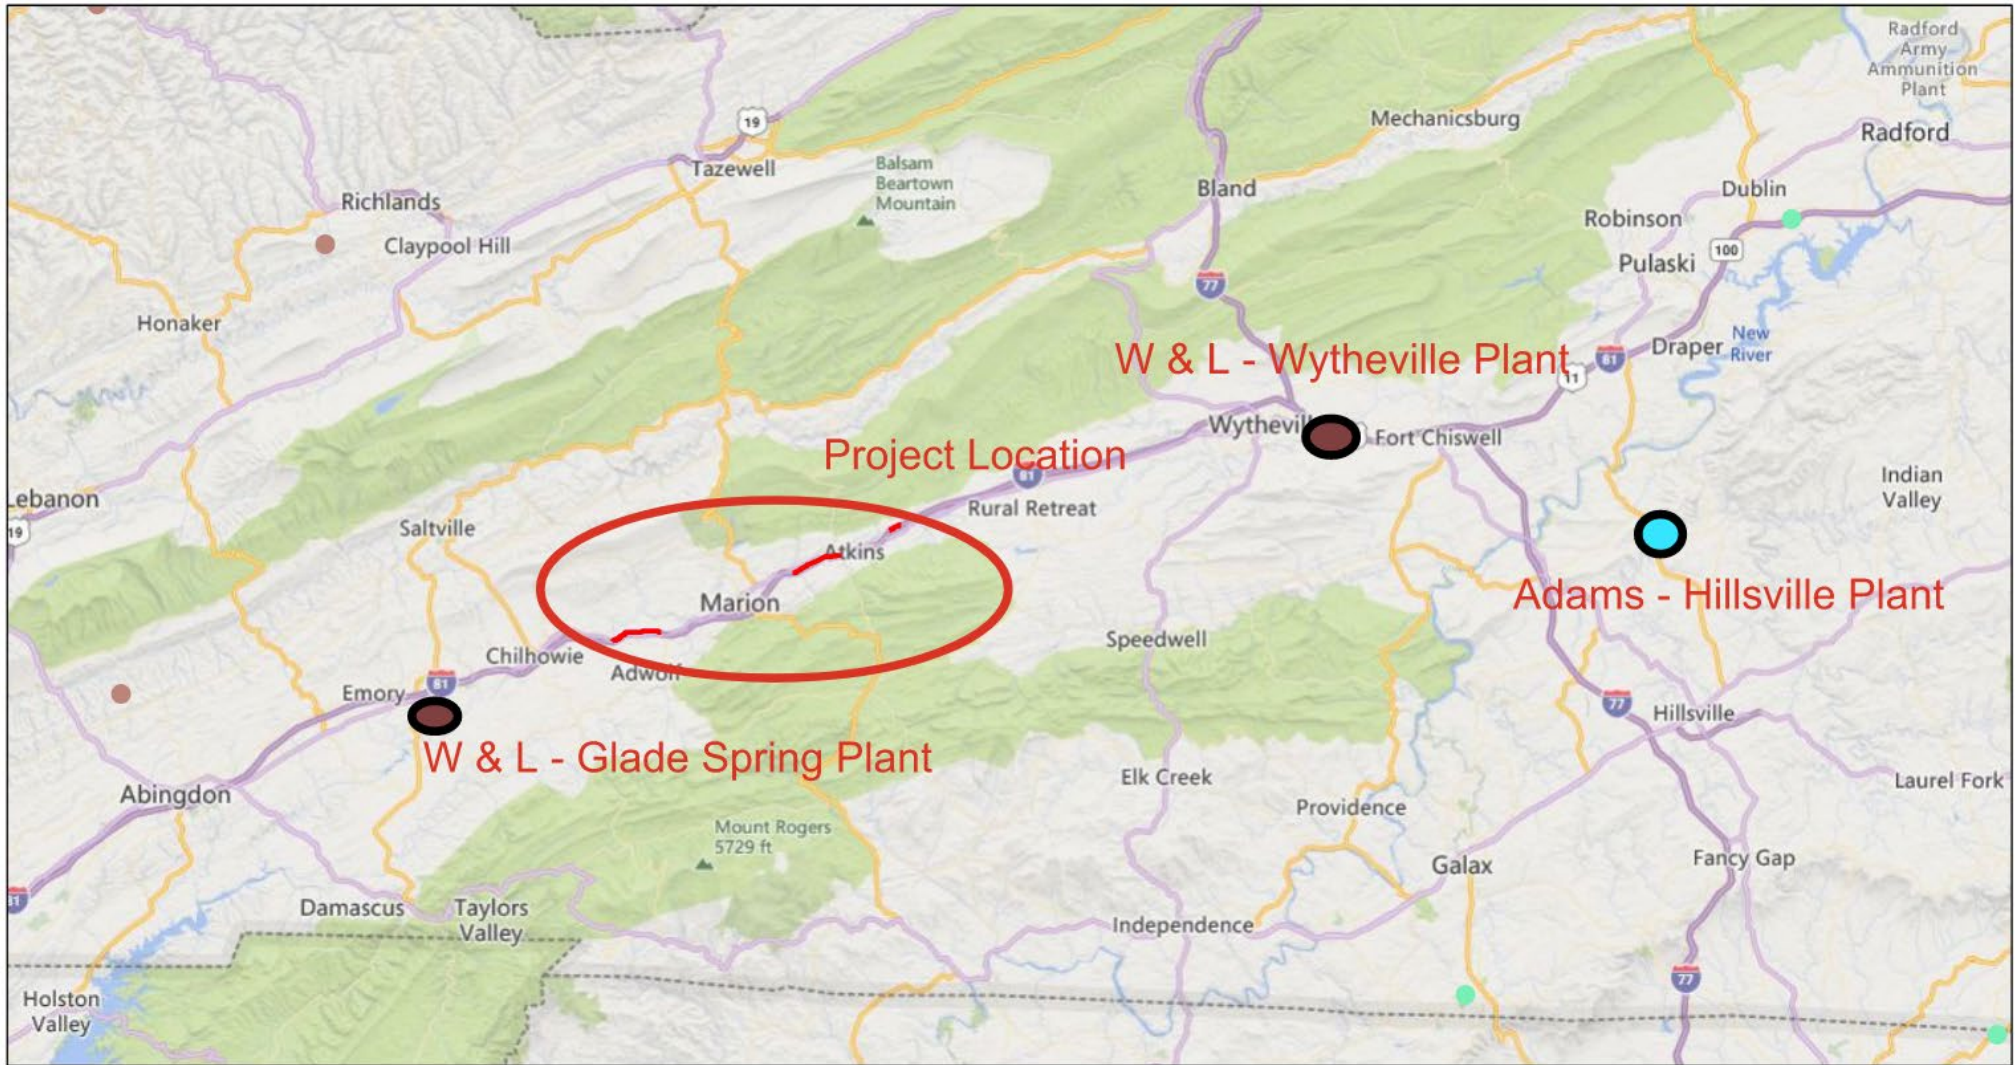 Radford
Army
Ammunition
Plant
Mechanicsburg
Radford
19
Tazewell
Balsam
Beartown
Mountain
Bland
Dublin
Richlands
Robinson
Claypool Hill
Pulaski
100
77
Honaker
New
River
Draper
W & L - Wytheville Plant
81
11
Wythevill
Fort Chiswell
Project Location
81
Rural Retreat
Indian
Valley
Lebanon
19
Saltville
Atkins
Marion
Adams - Hillsville Plant
Speedwell
Chilhowie
Adwolf
Emory
81
77
Hillsville
W & L - Glade Spring Plant
Elk Creek
Laurel Fork
Abingdon
Providence
Mount Rogers
5729 ft
Galax
Fancy Gap
81
Damascus
Taylors
Valley
Independence
77
Holston
Valley